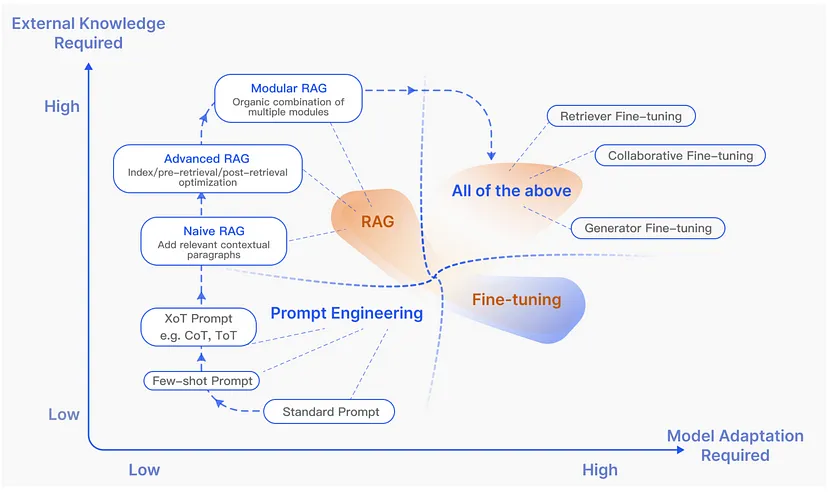 External Knowledge
Required
High
Modular RAG
Organic combination of
multiple modules
Retriever Fine-tuning
Advanced RAG
Index/pre-retrieval/post-retrieval
optimization
Collaborative Fine-tuning
All of the above
RAG
Naive RAG
Add relevant contextual
paragraphs
Generator Fine-tuning
Fine-tuning
XoT Prompt
e.g. CoT, ToT
Prompt Engineering
Few-shot Prompt
Standard Prompt
Low
Model Adaptation
Required
Low
High